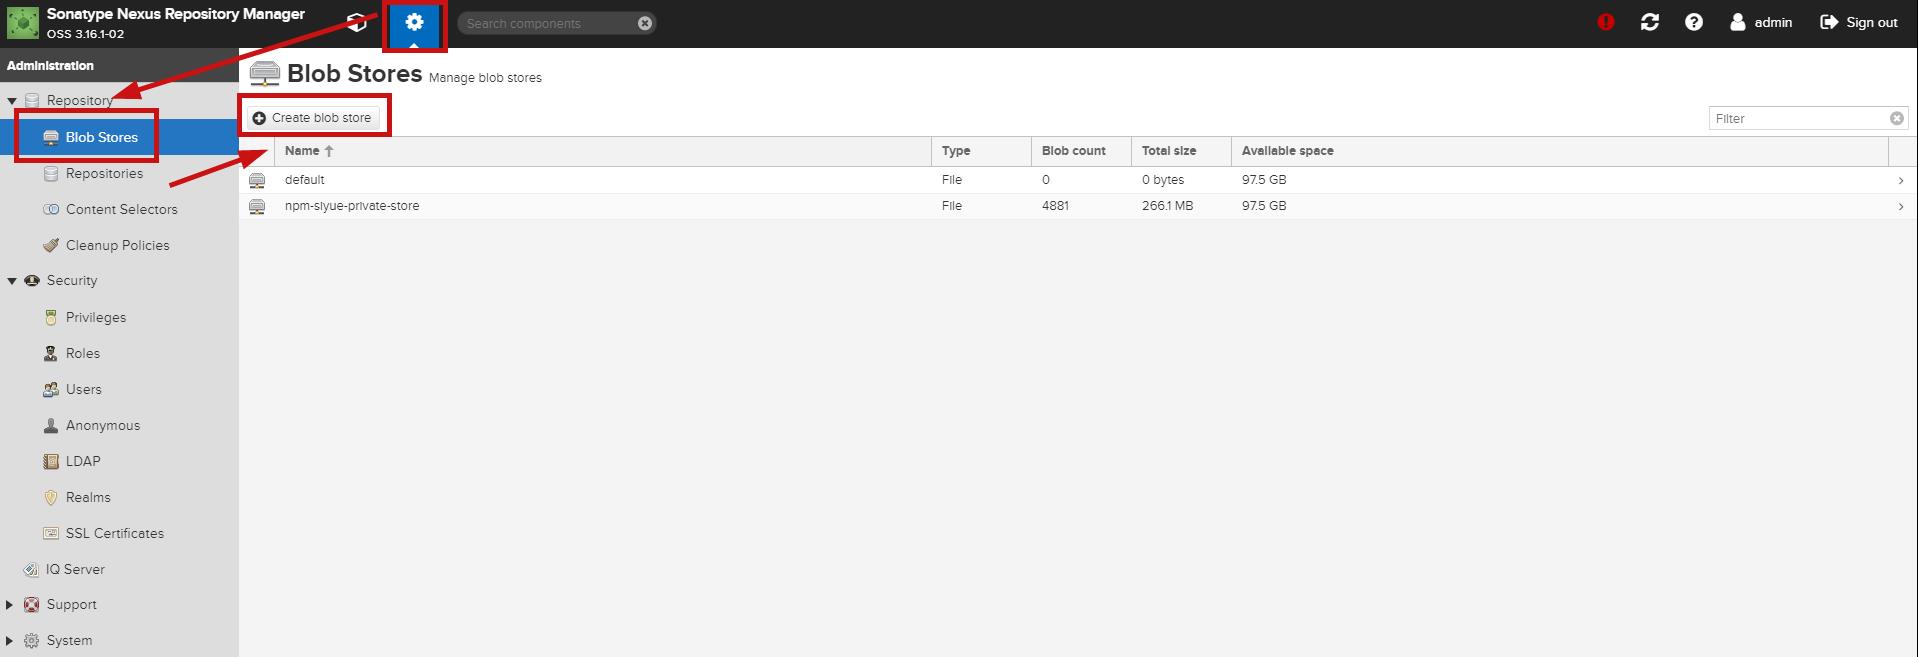 Sonatype Nexus Repository Manager
OSS 3.16.1-02
Search components
admin
Sign out
Administration
Repository
Blob Stores
Repositories
Content Selectors
Cleanup Policies
Security
Privileges
Roles
Users
Anonymous
LDAP
Realms
SSL Certificates
IQ Server
Support
System
Blob Stores Manage blob stores
Create blob store
Filter
Name Type Blob count Total size Available space
default File 0 0 bytes 97.5 GB
npm-siyue-private-store File 4881 266.1 MB 97.5 GB